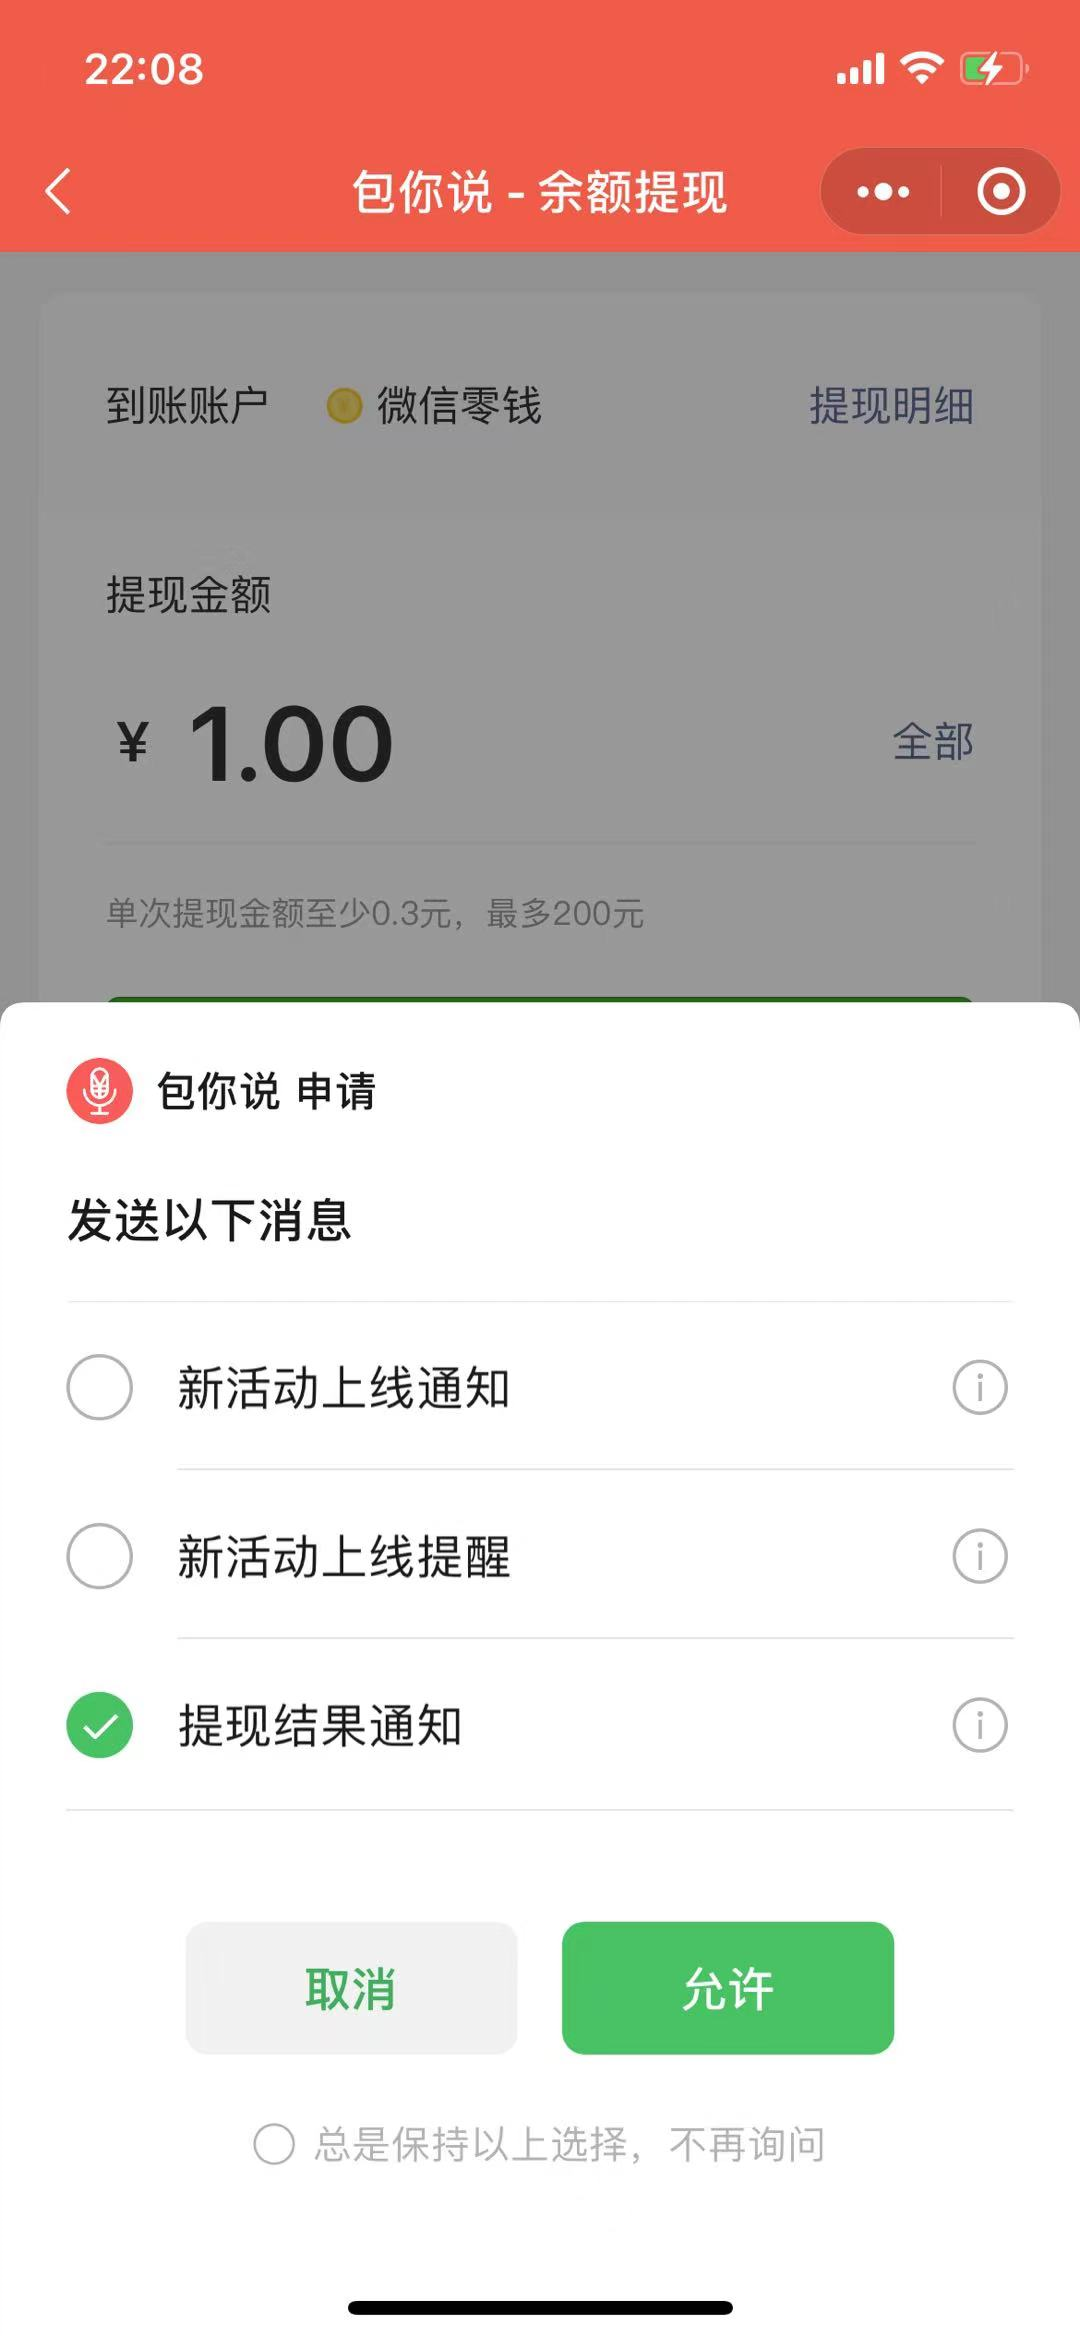 22:08
包你说 - 余额提现
到账账户 微信零钱 提现明细
提现金额
¥ 1.00 全部
单次提现金额至少0.3元，最多200元
包你说 申请
发送以下消息
新活动上线通知
新活动上线提醒
提现结果通知
取消 允许
总是保持以上选择，不再询问